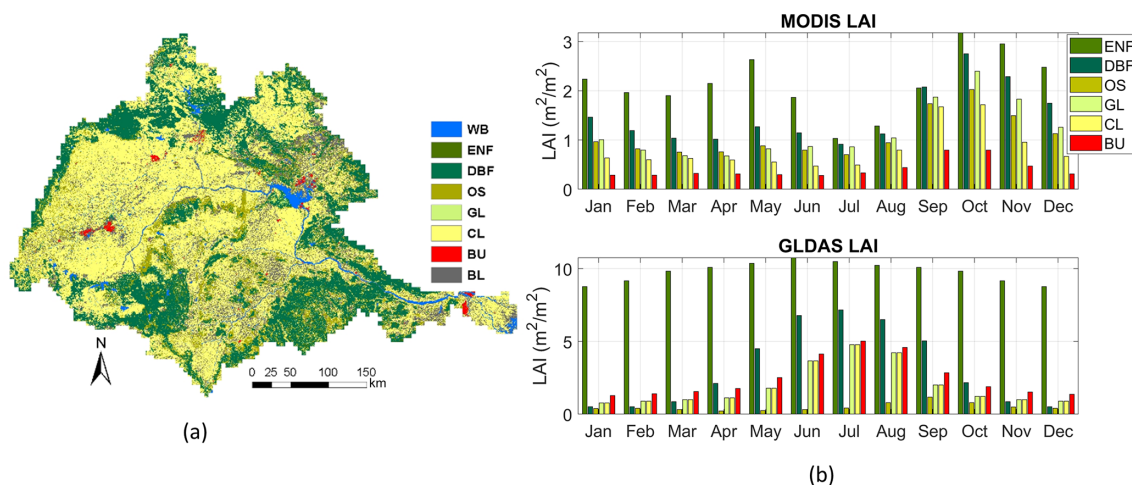 WB
ENF
DBF
OS
GL
CL
BU
BL
N
0 25 50 100 150
km
(a)
MODIS LAI
LAI (m²/m²)
3
2
1
0
Jan Feb Mar Apr May Jun Jul Aug Sep Oct Nov Dec
ENF
DBF
OS
GL
CL
BU
GLDAS LAI
LAI (m²/m²)
10
5
0
Jan Feb Mar Apr May Jun Jul Aug Sep Oct Nov Dec
(b)